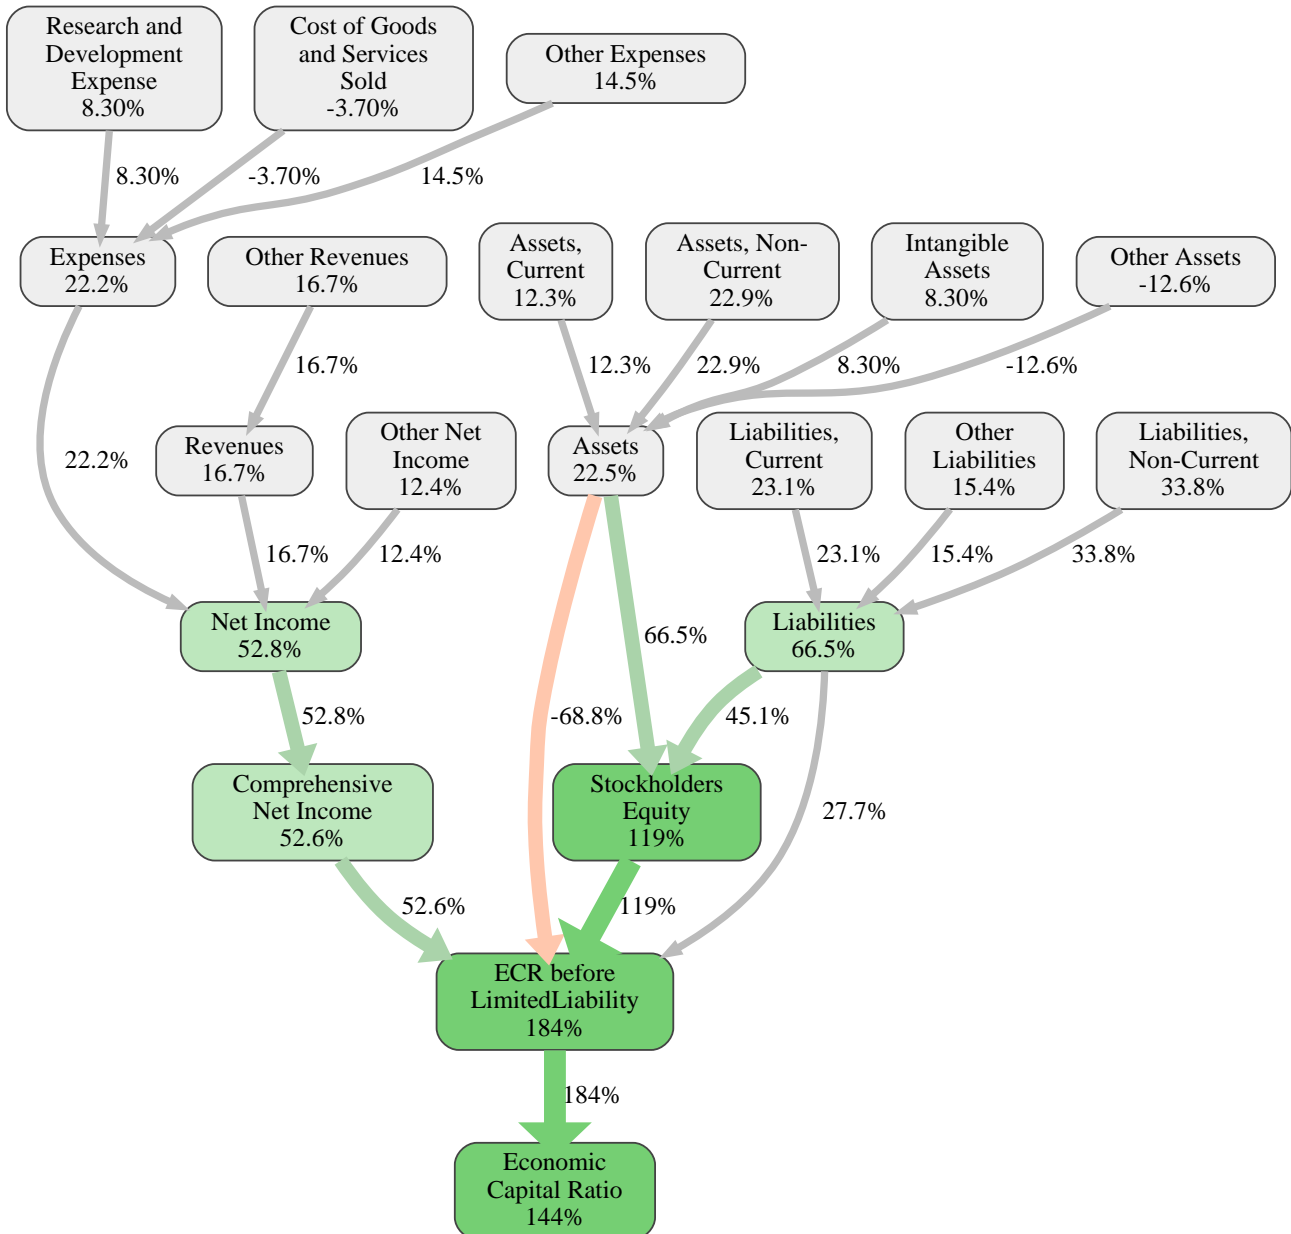 Research and
Development
Expense
8.30%
Cost of Goods
and Services
Sold
-3.70%
Other Expenses
14.5%
8.30%
-3.70%
14.5%
Expenses
22.2%
Other Revenues
16.7%
Assets,
Current
12.3%
Assets, Non-
Current
22.9%
Intangible
Assets
8.30%
Other Assets
-12.6%
16.7%
12.3%
22.9%
8.30%
-12.6%
22.2%
Revenues
16.7%
Other Net
Income
12.4%
Assets
22.5%
Liabilities,
Current
23.1%
Other
Liabilities
15.4%
Liabilities,
Non-Current
33.8%
16.7%
12.4%
23.1%
15.4%
33.8%
Net Income
52.8%
66.5%
Liabilities
66.5%
52.8%
-68.8%
45.1%
Comprehensive
Net Income
52.6%
Stockholders
Equity
119%
27.7%
52.6%
119%
ECR before
LimitedLiability
184%
184%
Economic
Capital Ratio
144%